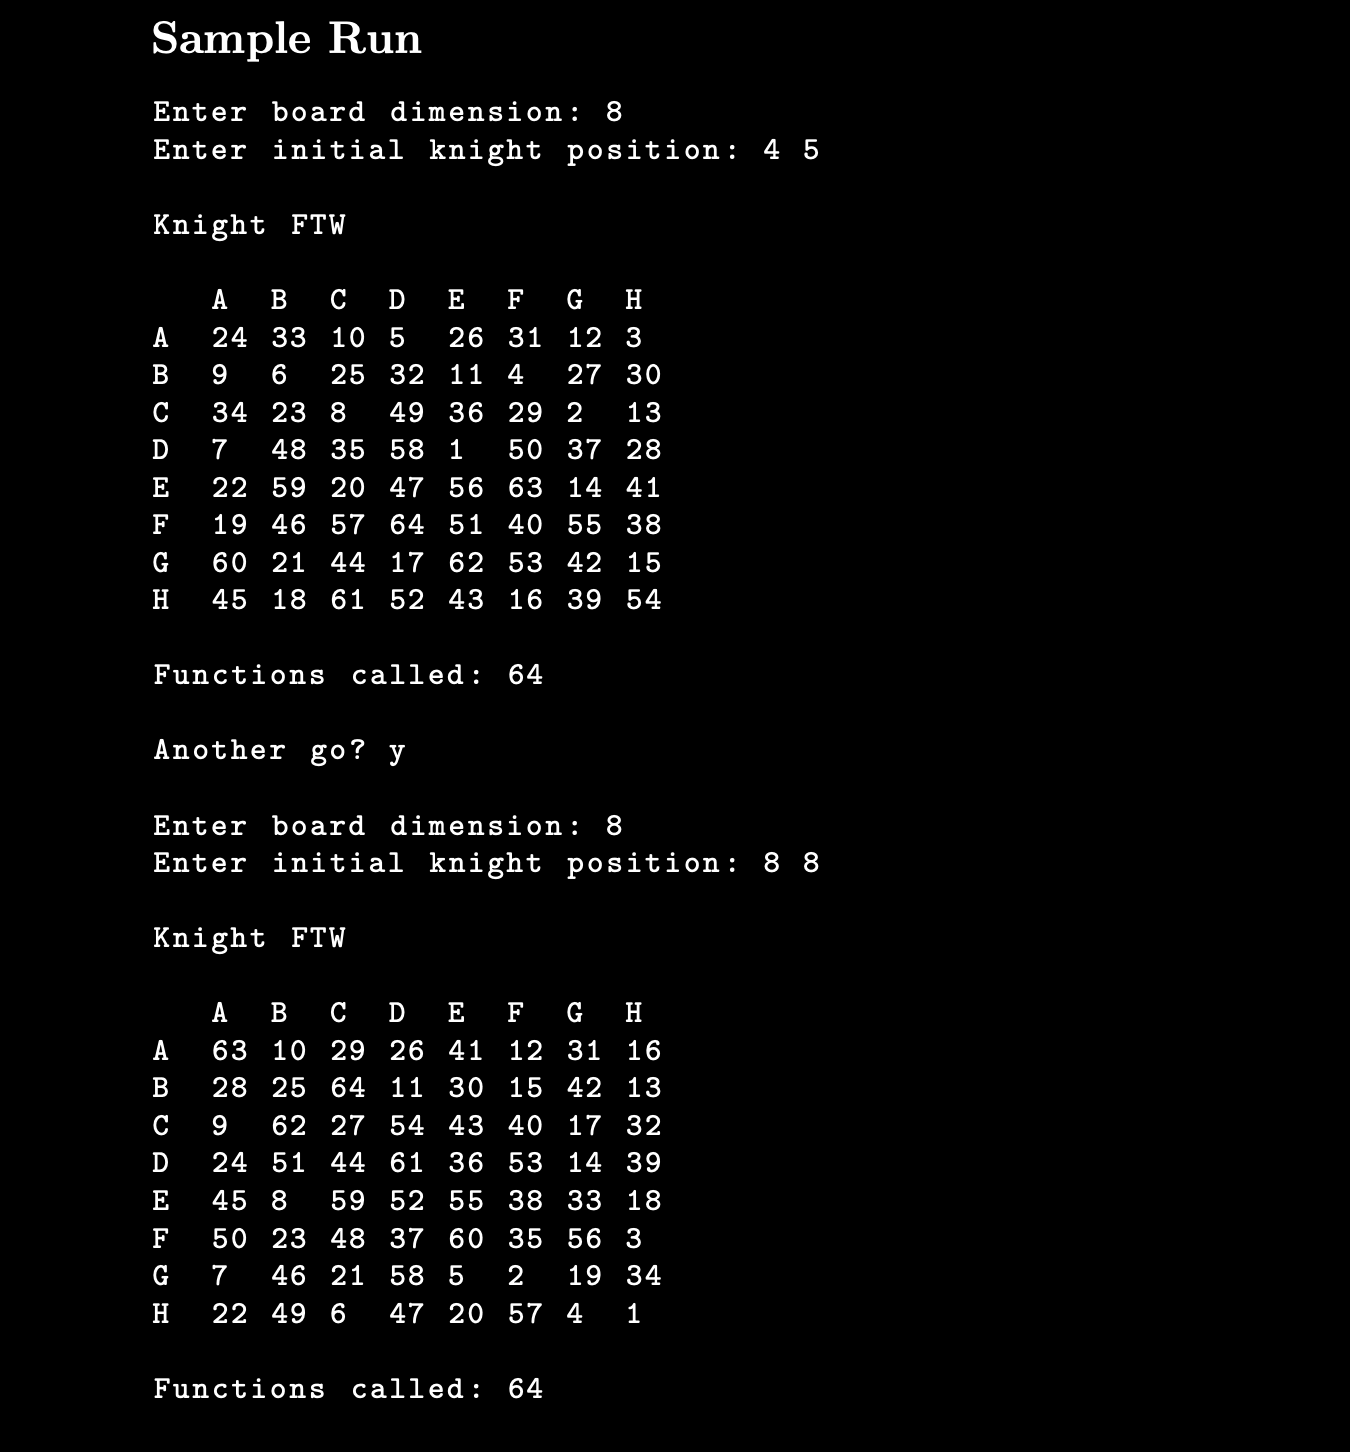 Sample Run
Enter board dimension: 8
Enter initial knight position: 4 5
Knight FTW
A B C D E F G H
A 24 33 10 5 26 31 12 3
B 9 6 25 32 11 4 27 30
C 34 23 8 49 36 29 2 13
D 7 48 35 58 1 50 37 28
E 22 59 20 47 56 63 14 41
F 19 46 57 64 51 40 55 38
G 60 21 44 17 62 53 42 15
H 45 18 61 52 43 16 39 54
Functions called: 64
Another go? y
Enter board dimension: 8
Enter initial knight position: 8 8
Knight FTW
A B C D E F G H
A 63 10 29 26 41 12 31 16
B 28 25 64 11 30 15 42 13
C 9 62 27 54 43 40 17 32
D 24 51 44 61 36 53 14 39
E 45 8 59 52 55 38 33 18
F 50 23 48 37 60 35 56 3
G 7 46 21 58 5 2 19 34
H 22 49 6 47 20 57 4 1
Functions called: 64